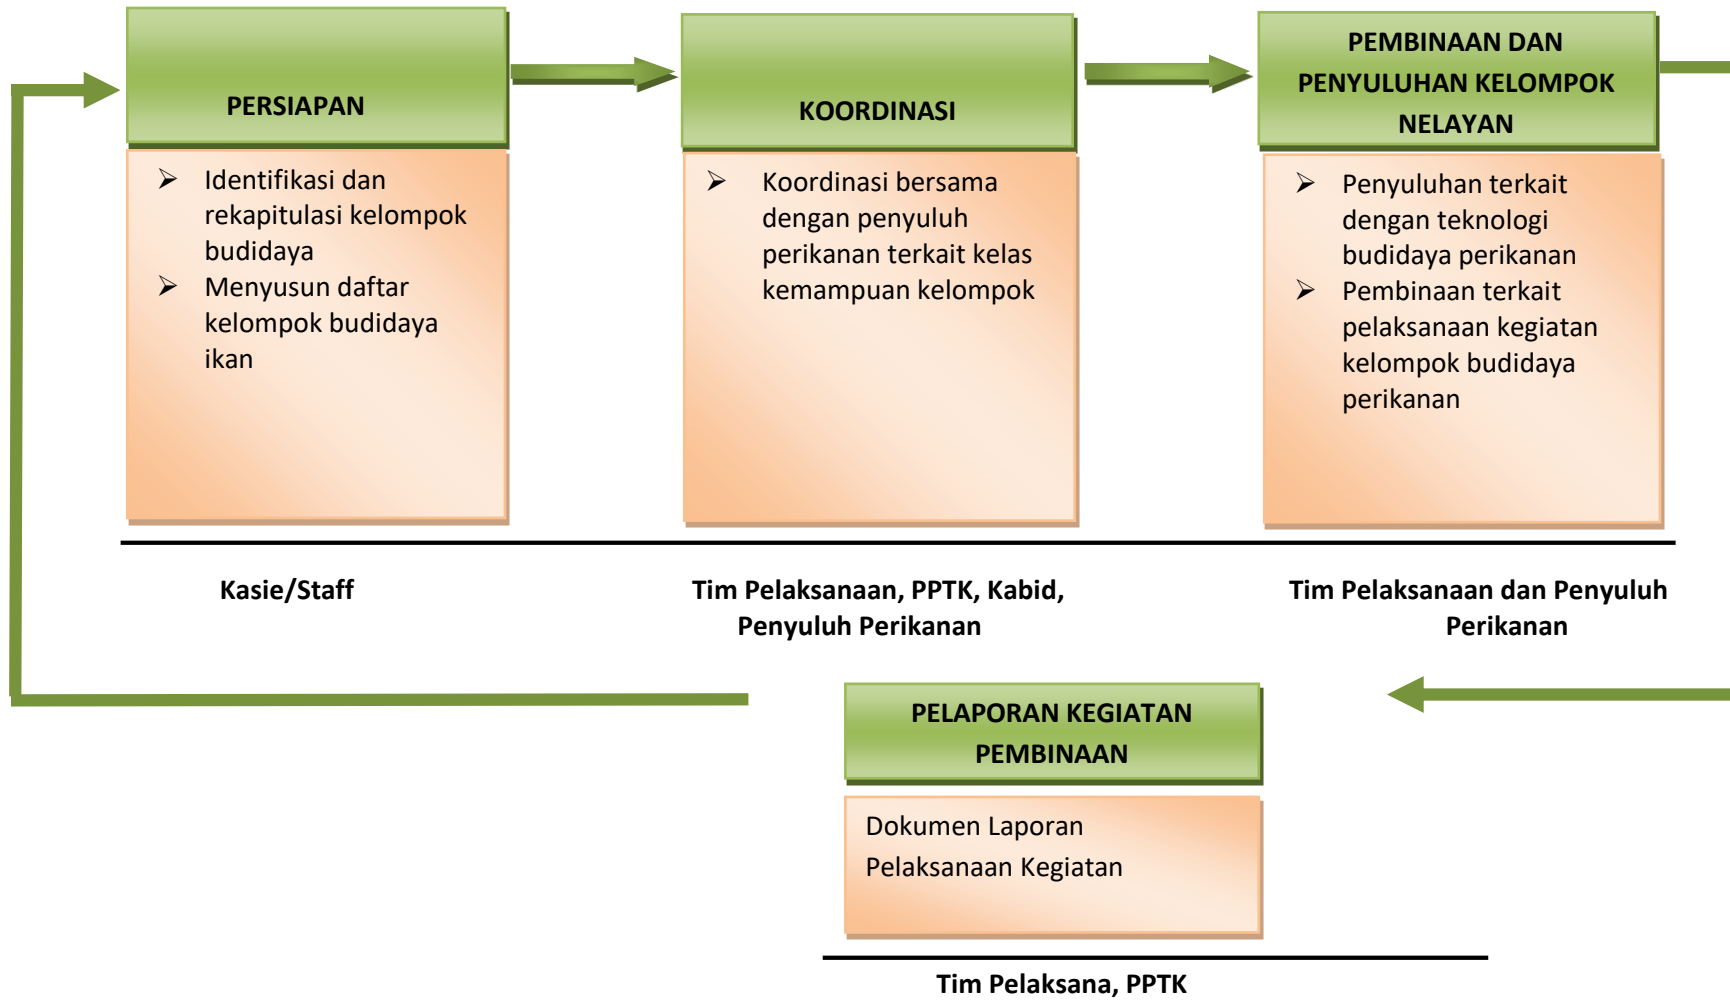 PERSIAPAN
Identifikasi dan
rekapitulasi kelompok
budidaya
Menyusun daftar
kelompok budidaya
ikan
Kasie/Staff
KOORDINASI
Koordinasi bersama
dengan penyuluh
perikanan terkait kelas
kemampuan kelompok
Tim Pelaksanaan, PPTK, Kabid,
Penyuluh Perikanan
PEMBINAAN DAN
PENYULUHAN KELOMPOK
NELAYAN
Penyuluhan terkait
dengan teknologi
budidaya perikanan
Pembinaan terkait
pelaksanaan kegiatan
kelompok budidaya
perikanan
Tim Pelaksanaan dan Penyuluh
Perikanan
PELAPORAN KEGIATAN
PEMBINAAN
Dokumen Laporan
Pelaksanaan Kegiatan
Tim Pelaksana, PPTK